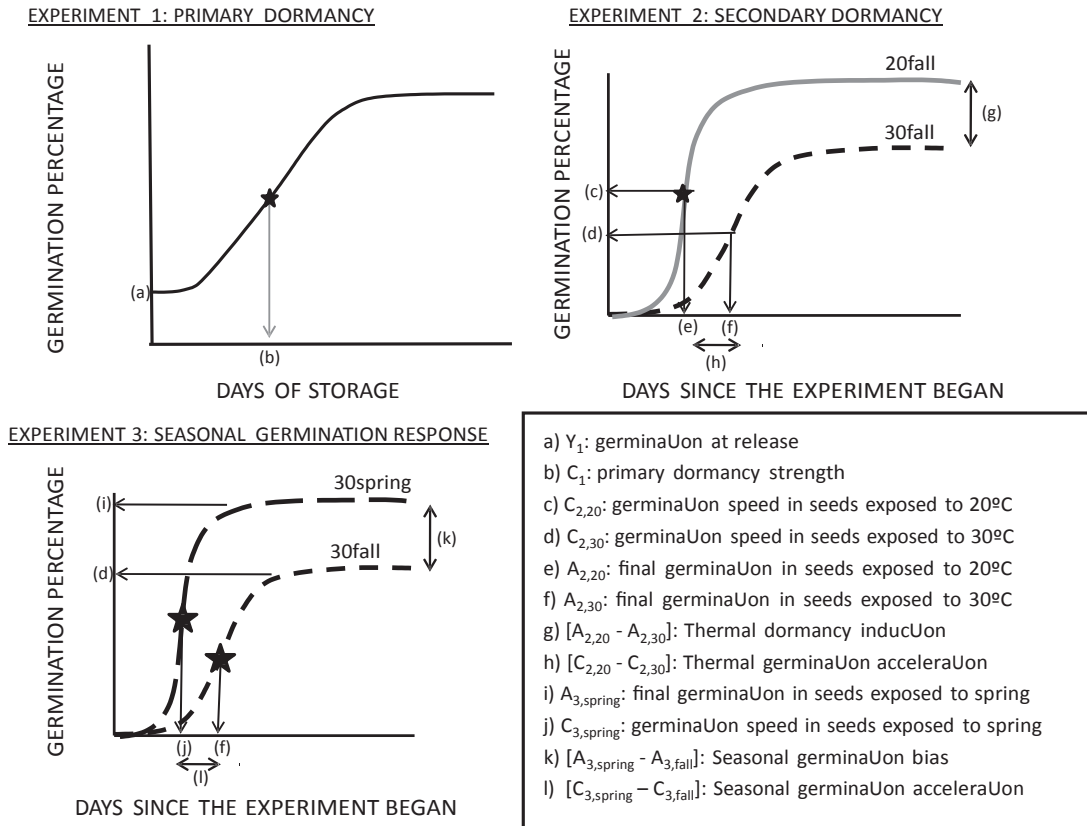 EXPERIMENT 1: PRIMARY DORMANCY
GERMINATION PERCENTAGE
(a)
(b)
DAYS OF STORAGE
EXPERIMENT 2: SECONDARY DORMANCY
GERMINATION PERCENTAGE
20fall
(g)
30fall
(c)
(d)
(e)
(f)
(h)
DAYS SINCE THE EXPERIMENT BEGAN
EXPERIMENT 3: SEASONAL GERMINATION RESPONSE
GERMINATION PERCENTAGE
(i)
30spring
(k)
30fall
(d)
(j)
(f)
(l)
DAYS SINCE THE EXPERIMENT BEGAN
a) Y1: germinaUon at release
b) C1: primary dormancy strength
c) C2,20: germinaUon speed in seeds exposed to 20ºC
d) C2,30: germinaUon speed in seeds exposed to 30ºC
e) A2,20: final germinaUon in seeds exposed to 20ºC
f) A2,30: final germinaUon in seeds exposed to 30ºC
g) [A2,20 - A2,30]: Thermal dormancy inducUon
h) [C2,20 - C2,30]: Thermal germinaUon acceleraUon
i) A3,spring: final germinaUon in seeds exposed to spring
j) C3,spring: germinaUon speed in seeds exposed to spring
k) [A3,spring - A3,fall]: Seasonal germinaUon bias
l) [C3,spring – C3,fall]: Seasonal germinaUon acceleraUon